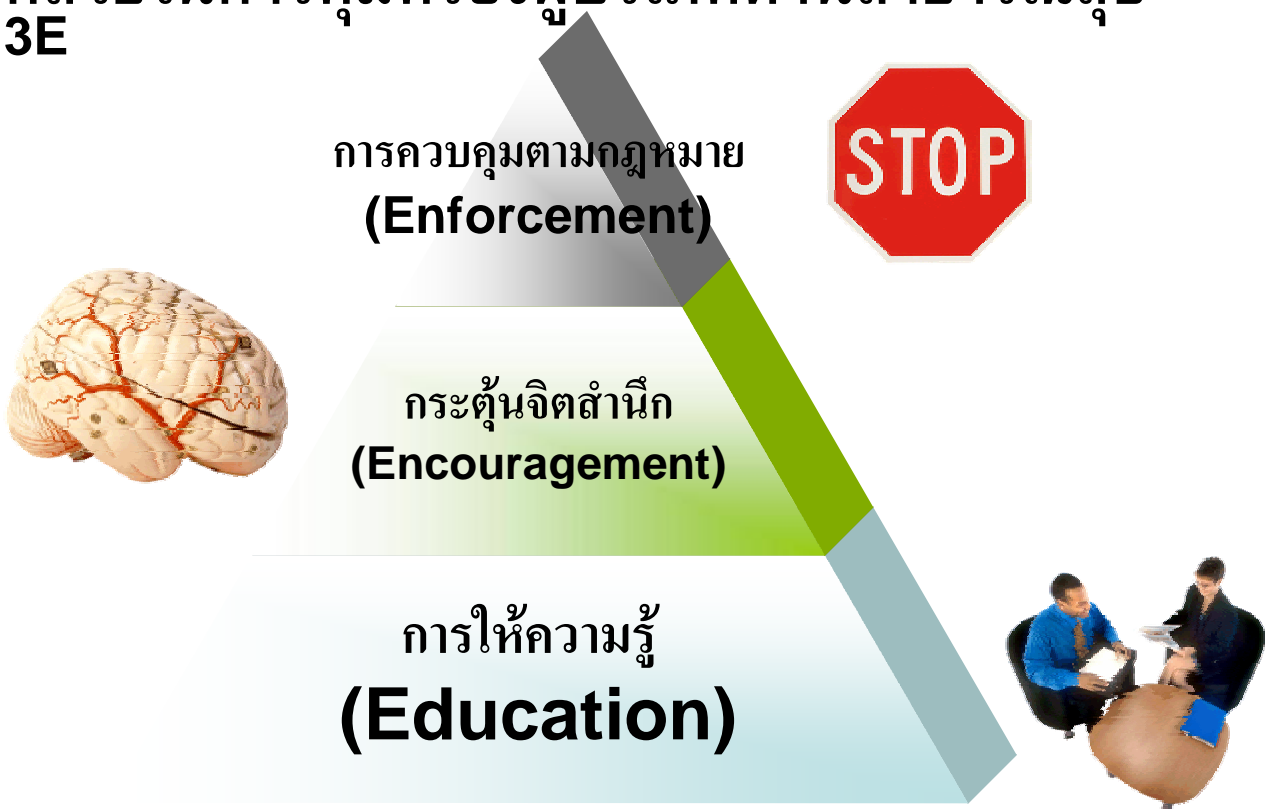 3E
การควบคุมตามกฎหมาย
(Enforcement)
STOP
กระตุ้นจิตสำนึก
(Encouragement)
การให้ความรู้
(Education)